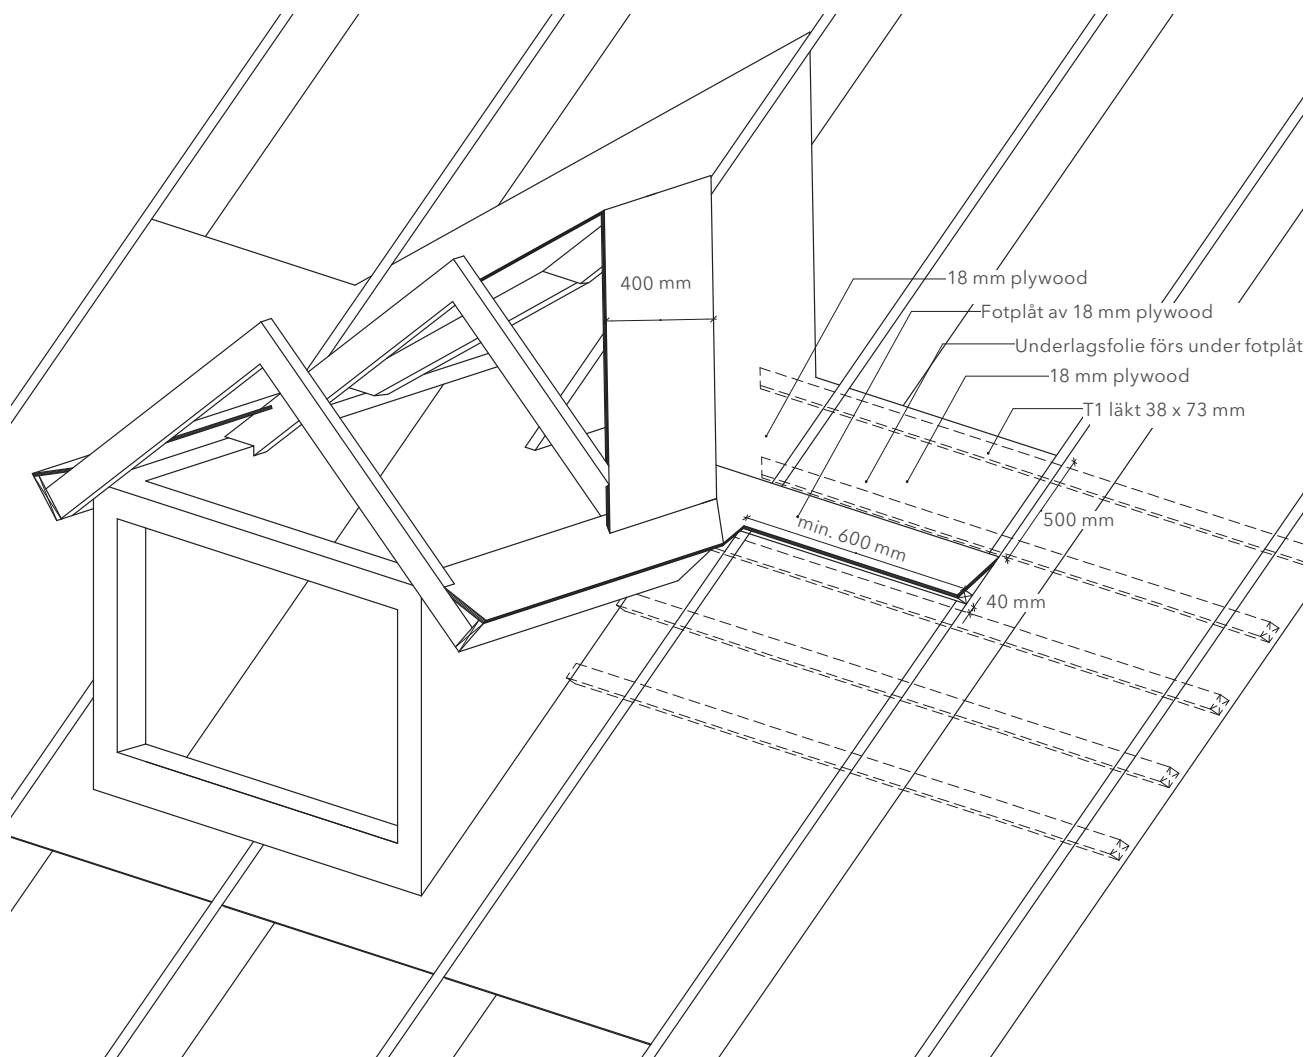 18 mm plywood
Fotplåt av 18 mm plywood
Underlagsfolie förs under fotplåt
400 mm
18 mm plywood
T1 läkt 38 x 73 mm
500 mm
min. 600 mm
40 mm